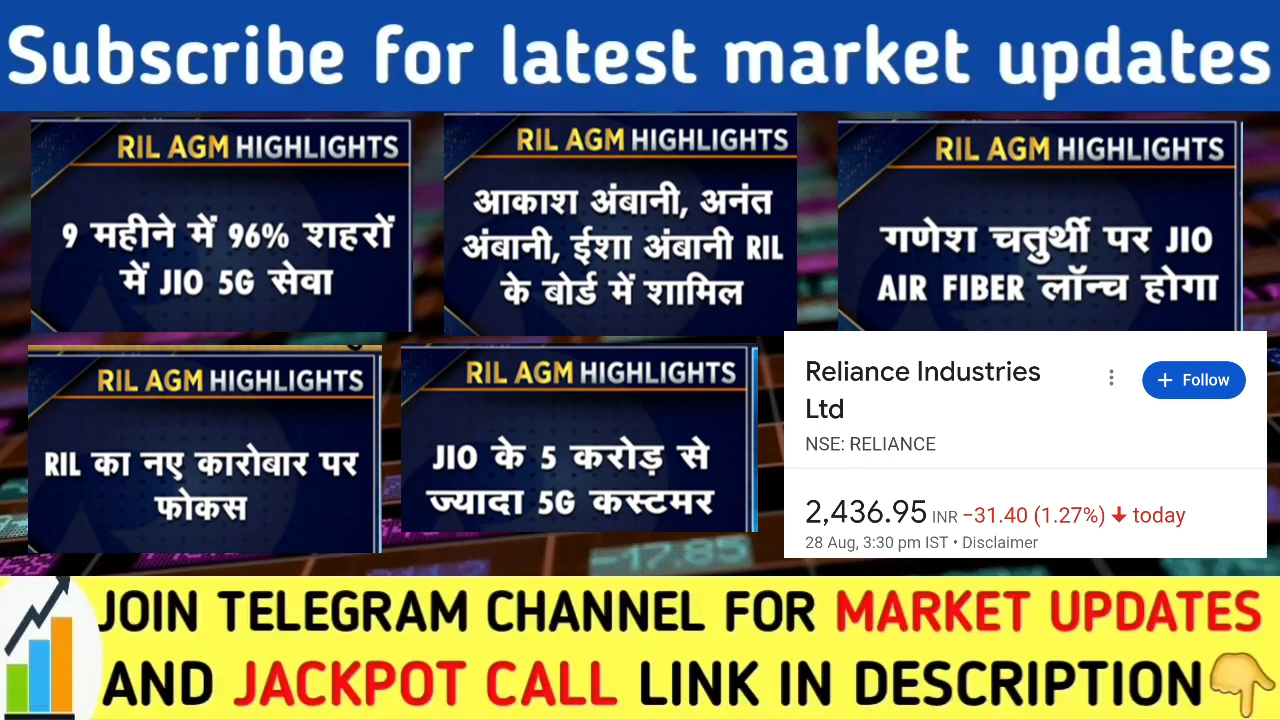 Subscribe for latest market updates
RIL AGM HIGHLIGHTS
9 महीने में 96% शहरों
में JIO 5G सेवा
RIL AGM HIGHLIGHTS
आकाश अंबानी, अनंत
अंबानी, ईशा अंबानी RIL
के बोर्ड में शामिल
RIL AGM HIGHLIGHTS
गणेश चतुर्थी पर JIO
AIR FIBER लॉन्च होगा
RIL AGM HIGHLIGHTS
RIL का नए कारोबार पर
फोकस
RIL AGM HIGHLIGHTS
JIO के 5 करोड़ से
ज्यादा 5G कस्टमर
Reliance Industries
Ltd
+ Follow
NSE: RELIANCE
2,436.95 INR −31.40 (1.27%) ↓ today
28 Aug, 3:30 pm IST • Disclaimer
-17.85
JOIN TELEGRAM CHANNEL FOR MARKET UPDATES
AND JACKPOT CALL LINK IN DESCRIPTION👇